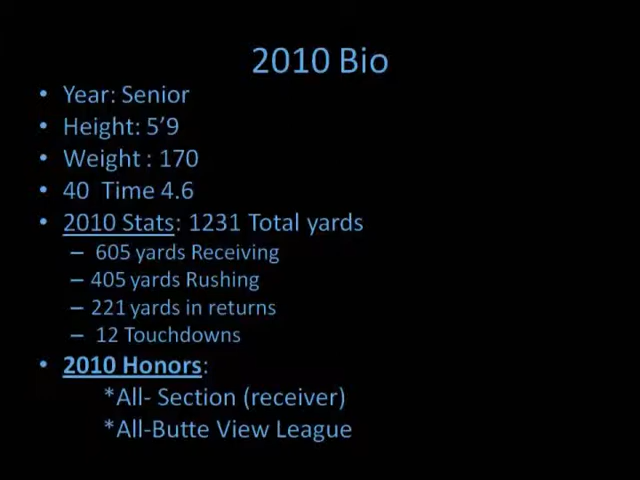 2010 Bio
• Year: Senior
• Height: 5’9
• Weight : 170
• 40  Time 4.6
• 2010 Stats: 1231 Total yards
– 605 yards Receiving
– 405 yards Rushing
– 221 yards in returns
– 12 Touchdowns
• 2010 Honors:
*All- Section (receiver)
*All-Butte View League